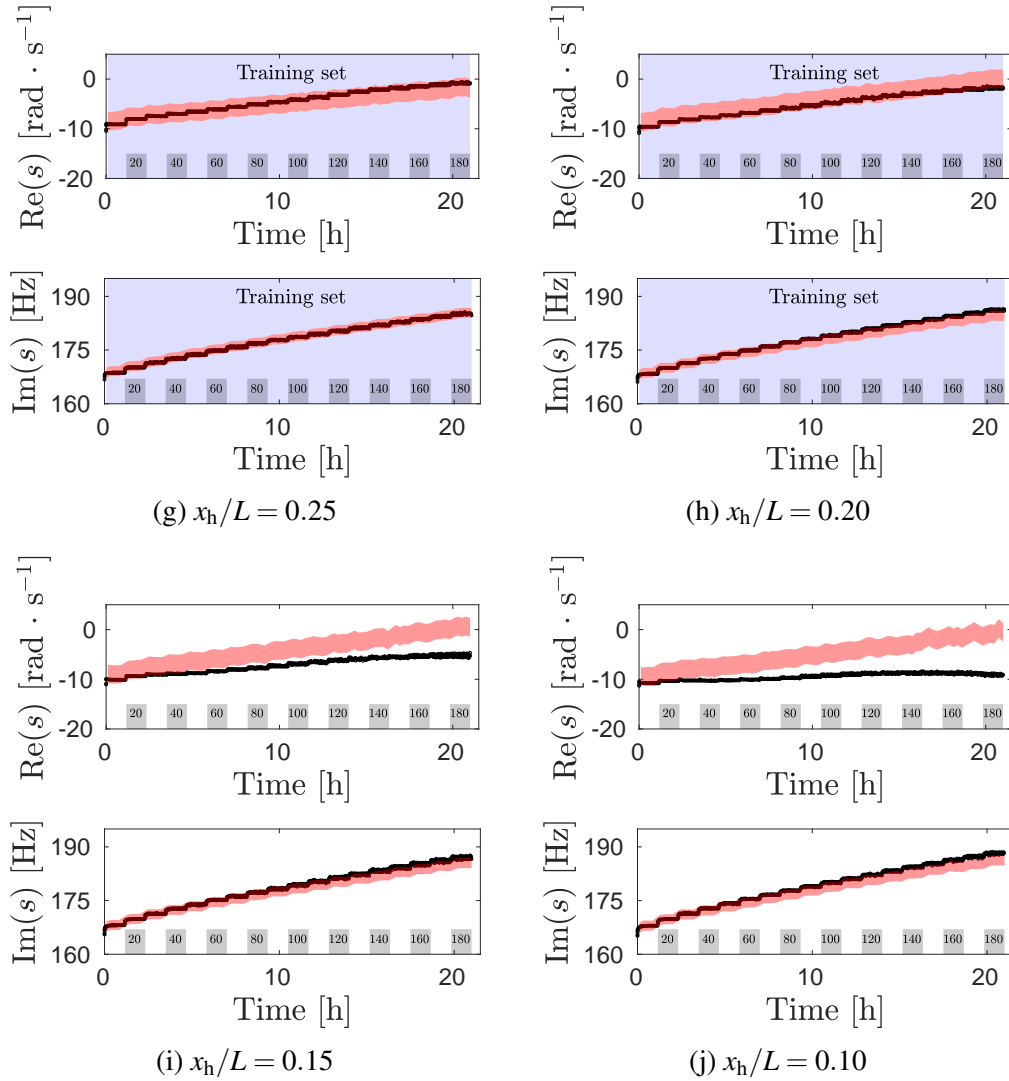 Re(s) [rad · s⁻¹]
0
-10
-20
Training set
20 40 60 80 100 120 140 160 180
0 10 20
Time [h]
Im(s) [Hz]
190
175
160
Training set
20 40 60 80 100 120 140 160 180
0 10 20
Time [h]
(g) x_h/L = 0.25
Re(s) [rad · s⁻¹]
0
-10
-20
Training set
20 40 60 80 100 120 140 160 180
0 10 20
Time [h]
Im(s) [Hz]
190
175
160
Training set
20 40 60 80 100 120 140 160 180
0 10 20
Time [h]
(h) x_h/L = 0.20
Re(s) [rad · s⁻¹]
0
-10
-20
20 40 60 80 100 120 140 160 180
0 10 20
Time [h]
Im(s) [Hz]
190
175
160
20 40 60 80 100 120 140 160 180
0 10 20
Time [h]
(i) x_h/L = 0.15
Re(s) [rad · s⁻¹]
0
-10
-20
20 40 60 80 100 120 140 160 180
0 10 20
Time [h]
Im(s) [Hz]
190
175
160
20 40 60 80 100 120 140 160 180
0 10 20
Time [h]
(j) x_h/L = 0.10